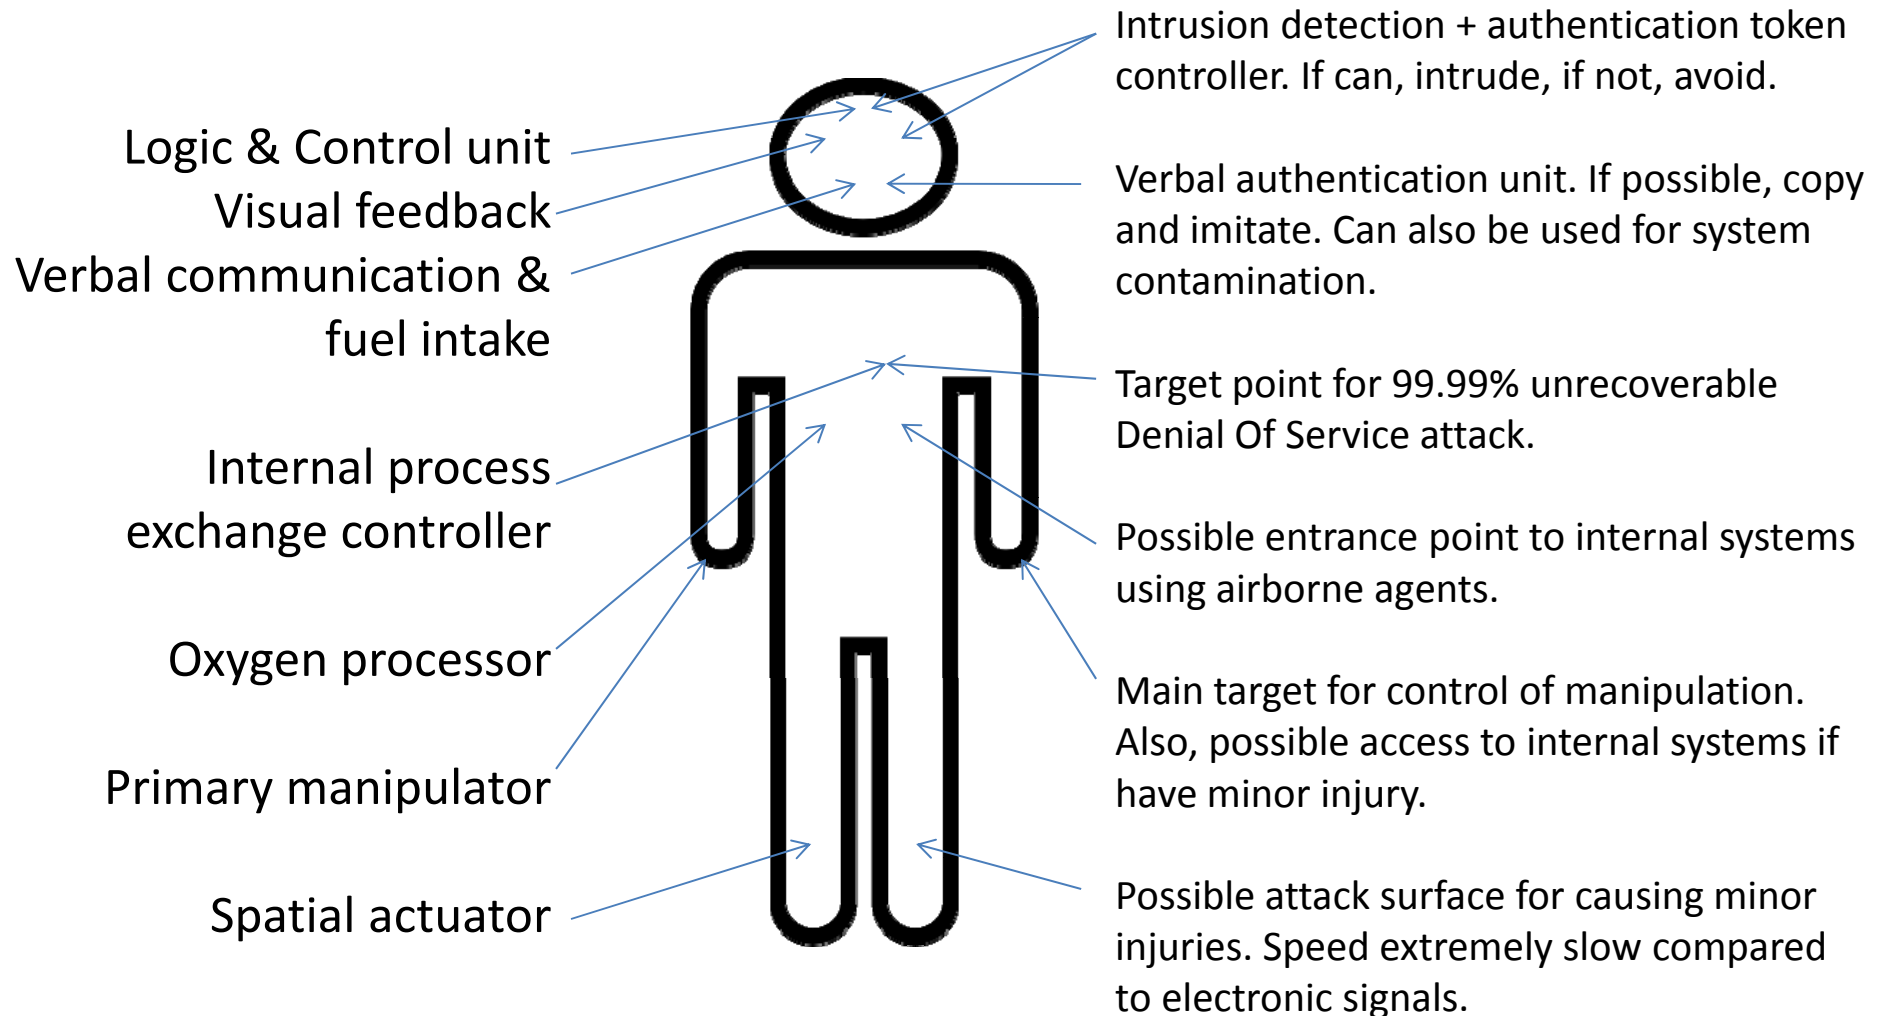 Logic & Control unit
Visual feedback
Verbal communication &
fuel intake
Internal process
exchange controller
Oxygen processor
Primary manipulator
Spatial actuator
Intrusion detection + authentication token
controller. If can, intrude, if not, avoid.
Verbal authentication unit. If possible, copy
and imitate. Can also be used for system
contamination.
Target point for 99.99% unrecoverable
Denial Of Service attack.
Possible entrance point to internal systems
using airborne agents.
Main target for control of manipulation.
Also, possible access to internal systems if
have minor injury.
Possible attack surface for causing minor
injuries. Speed extremely slow compared
to electronic signals.